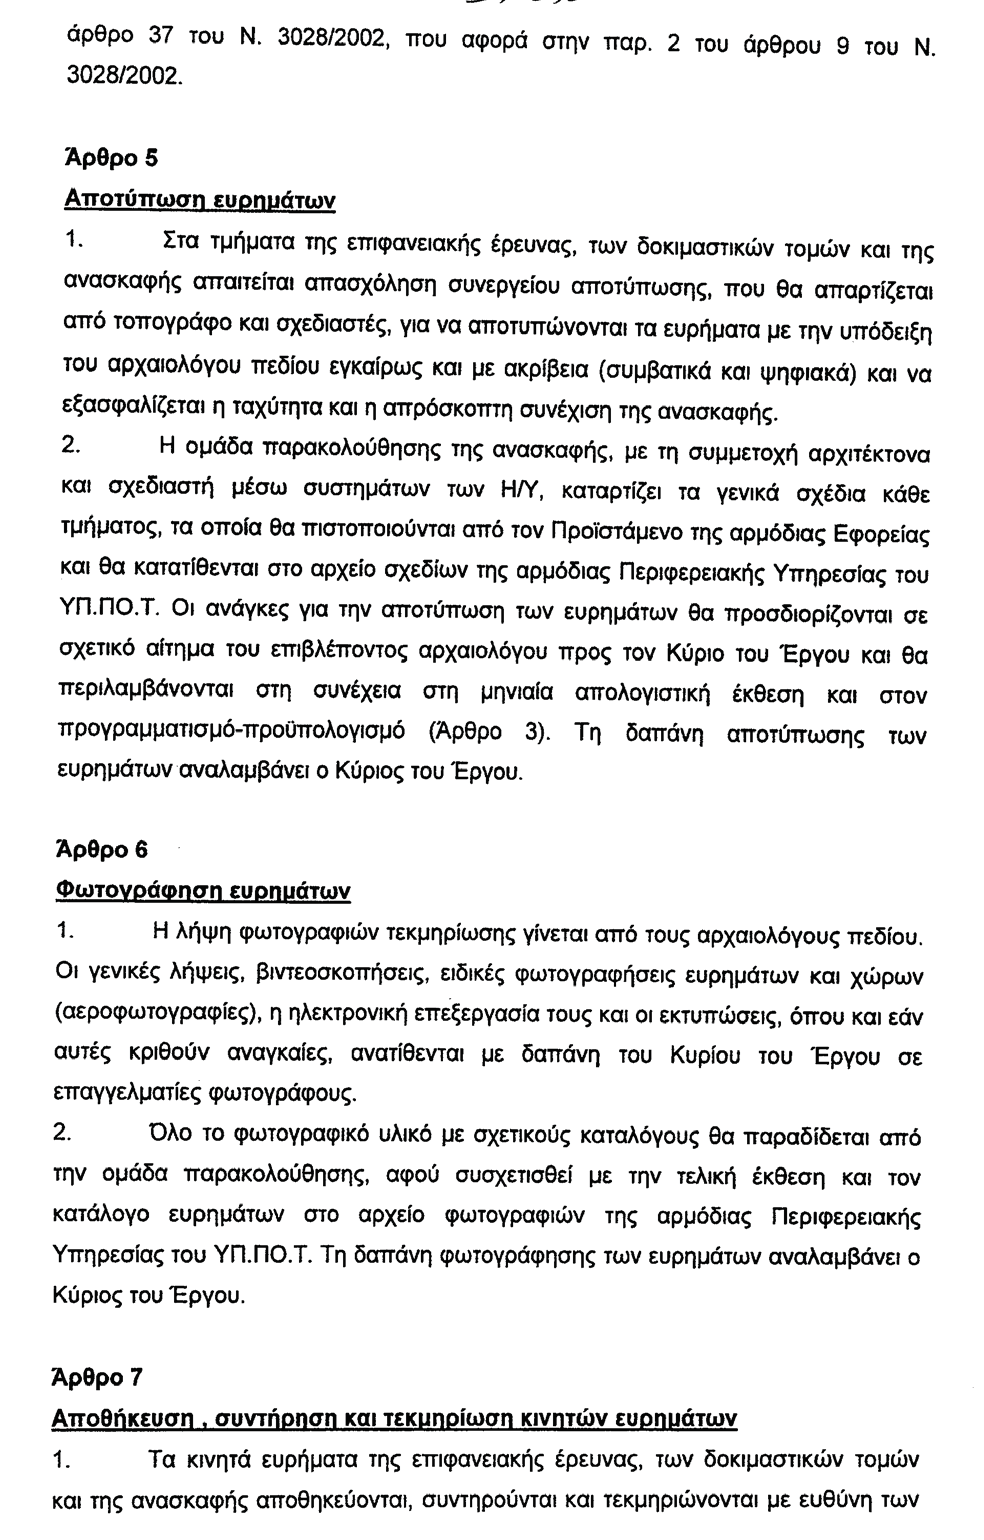 άρθρο 37 του Ν. 3028/2002, που αφορά στην παρ. 2 του άρθρου 9 του Ν.
3028/2002.
Άρθρο 5
Αποτύπωση ευρημάτων
1. Στα τμήματα της επιφανειακής έρευνας, των δοκιμαστικών τομών και της
ανασκαφής απαιτείται απασχόληση συνεργείου αποτύπωσης, που θα απαρτίζεται
από τοπογράφο και σχεδιαστές, για να αποτυπώνονται τα ευρήματα με την υπόδειξη
του αρχαιολόγου πεδίου εγκαίρως και με ακρίβεια (συμβατικά και ψηφιακά) και να
εξασφαλίζεται η ταχύτητα και η απρόσκοπτη συνέχιση της ανασκαφής.
2. Η ομάδα παρακολούθησης της ανασκαφής, με τη συμμετοχή αρχιτέκτονα
και σχεδιαστή μέσω συστημάτων των Η/Υ, καταρτίζει τα γενικά σχέδια κάθε
τμήματος, τα οποία θα πιστοποιούνται από τον Προϊστάμενο της αρμόδιας Εφορείας
και θα κατατίθενται στο αρχείο σχεδίων της αρμόδιας Περιφερειακής Υπηρεσίας του
ΥΠ.ΠΟ.Τ. Οι ανάγκες για την αποτύπωση των ευρημάτων θα προσδιορίζονται σε
σχετικό αίτημα του επιβλέποντος αρχαιολόγου προς τον Κύριο του Έργου και θα
περιλαμβάνονται στη συνέχεια στη μηνιαία απολογιστική έκθεση και στον
προγραμματισμό-προϋπολογισμό (Άρθρο 3). Τη δαπάνη αποτύπωσης των
ευρημάτων αναλαμβάνει ο Κύριος του Έργου.
Άρθρο 6
Φωτογράφηση ευρημάτων
1. Η λήψη φωτογραφιών τεκμηρίωσης γίνεται από τους αρχαιολόγους πεδίου.
Οι γενικές λήψεις, βιντεοσκοπήσεις, ειδικές φωτογραφήσεις ευρημάτων και χώρων
(αεροφωτογραφίες), η ηλεκτρονική επεξεργασία τους και οι εκτυπώσεις, όπου και εάν
αυτές κριθούν αναγκαίες, ανατίθενται με δαπάνη του Κυρίου του Έργου σε
επαγγελματίες φωτογράφους.
2. Όλο το φωτογραφικό υλικό με σχετικούς καταλόγους θα παραδίδεται από
την ομάδα παρακολούθησης, αφού συσχετισθεί με την τελική έκθεση και τον
κατάλογο ευρημάτων στο αρχείο φωτογραφιών της αρμόδιας Περιφερειακής
Υπηρεσίας του ΥΠ.ΠΟ.Τ. Τη δαπάνη φωτογράφησης των ευρημάτων αναλαμβάνει ο
Κύριος του Έργου.
Άρθρο 7
Αποθήκευση , συντήρηση και τεκμηρίωση κινητών ευρημάτων
1. Τα κινητά ευρήματα της επιφανειακής έρευνας, των δοκιμαστικών τομών
και της ανασκαφής αποθηκεύονται, συντηρούνται και τεκμηριώνονται με ευθύνη των